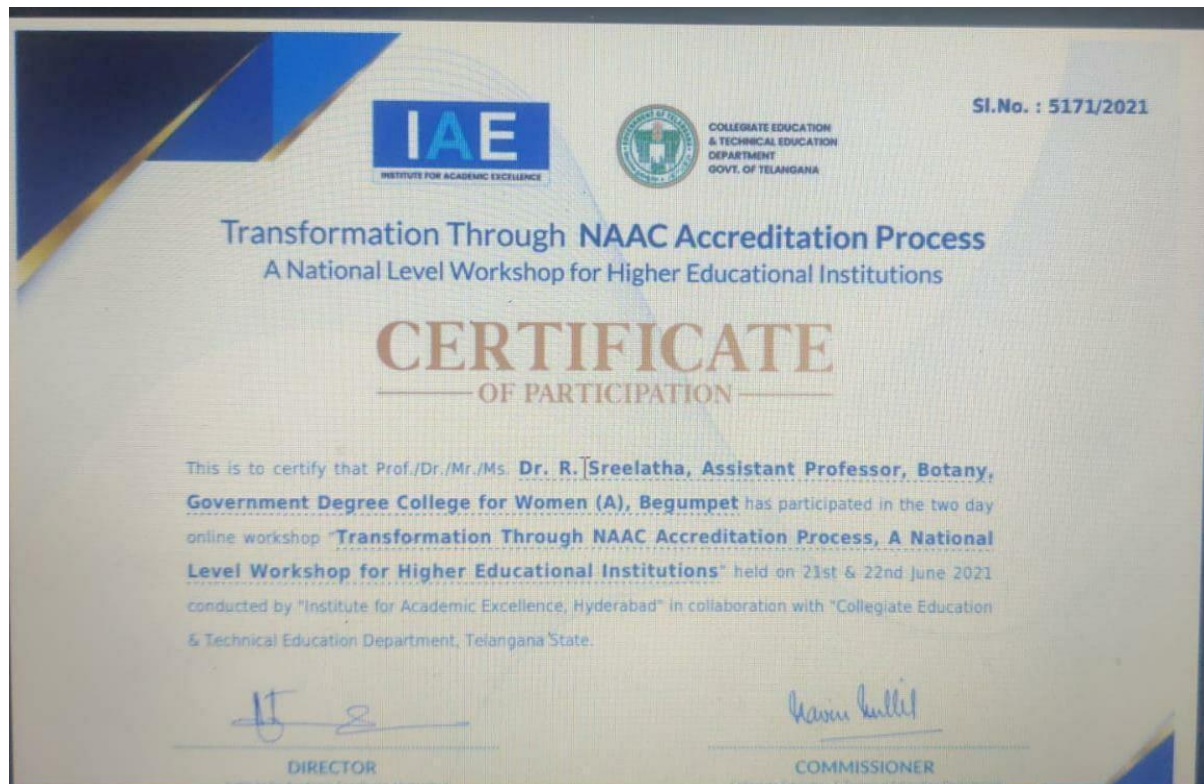 Sl.No. : 5171/2021
IAE
INSTITUTE FOR ACADEMIC EXCELLENCE
COLLEGIATE EDUCATION
& TECHNICAL EDUCATION
DEPARTMENT
GOVT. OF TELANGANA
Transformation Through NAAC Accreditation Process
A National Level Workshop for Higher Educational Institutions
CERTIFICATE
OF PARTICIPATION
This is to certify that Prof./Dr./Mr./Ms. Dr. R. Sreelatha, Assistant Professor, Botany,
Government Degree College for Women (A), Begumpet has participated in the two day
online workshop "Transformation Through NAAC Accreditation Process, A National
Level Workshop for Higher Educational Institutions" held on 21st & 22nd June 2021
conducted by "Institute for Academic Excellence, Hyderabad" in collaboration with "Collegiate Education
& Technical Education Department, Telangana State.
DIRECTOR
COMMISSIONER